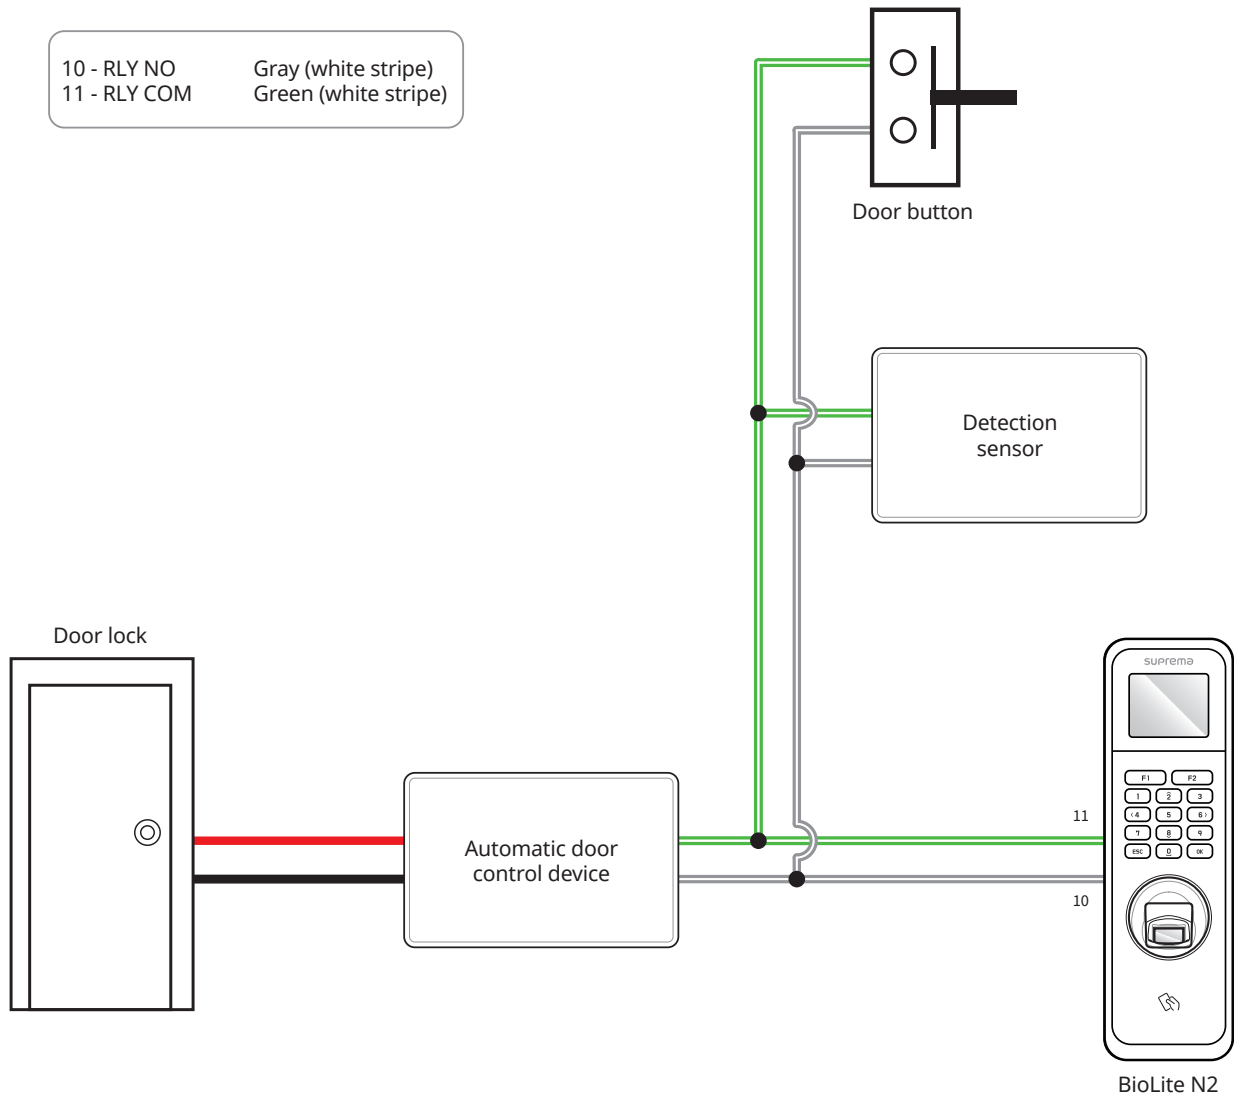 10 - RLY NO Gray (white stripe)
11 - RLY COM Green (white stripe)
Door button
Detection
sensor
Door lock
Automatic door
control device
11
10
suprema
F1 F2
1 2 3
‹4 5 6›
7 8 9
ESC 0 OK
BioLite N2